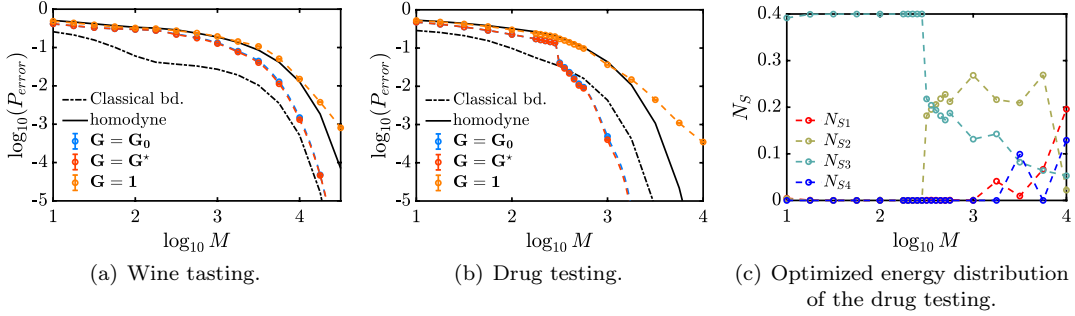 0
-1
-2
-3
-4
-5
log10(Perror)
Classical bd.
homodyne
G = G0
G = G⋆
G = 1
1
2
3
4
log10 M
(a) Wine tasting.
0
-1
-2
-3
-4
-5
log10(Perror)
Classical bd.
homodyne
G = G0
G = G⋆
G = 1
1
2
3
4
log10 M
(b) Drug testing.
0.4
0.3
0.2
0.1
0
NS
NS1
NS2
NS3
NS4
1
2
3
4
log10 M
(c) Optimized energy distribution
of the drug testing.